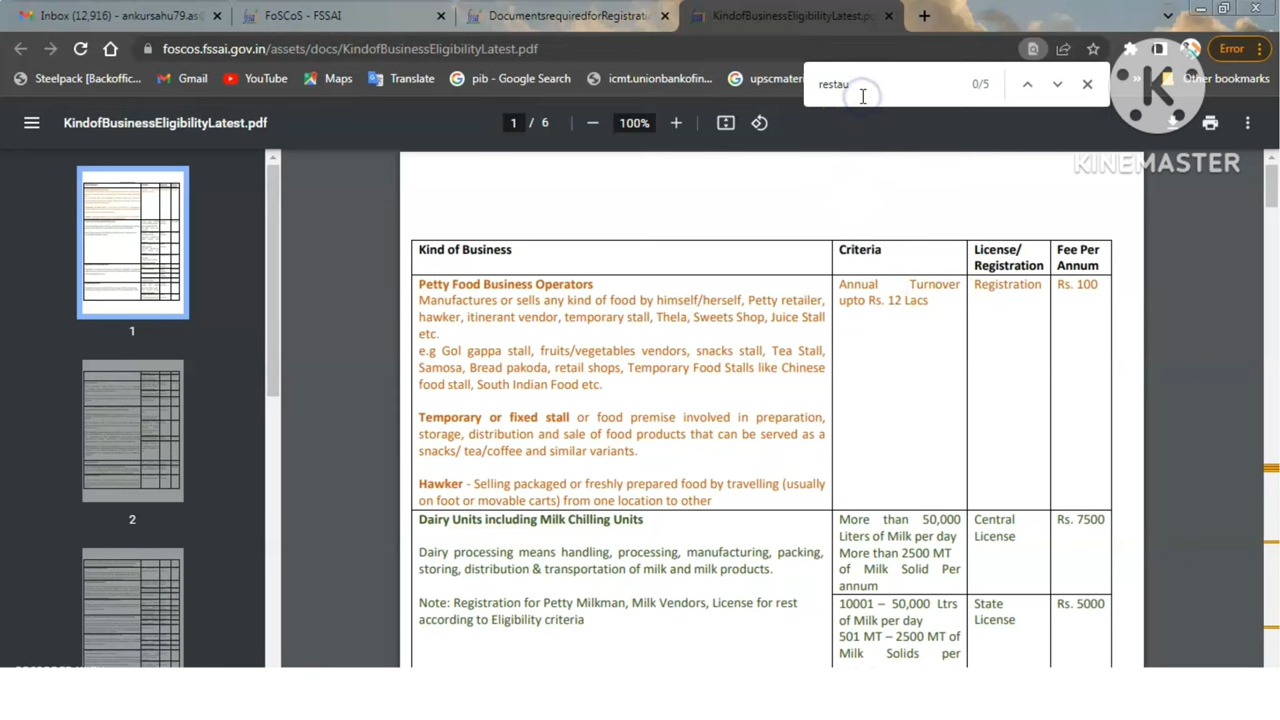 Inbox (12,916) - ankursahu79.as@
FoSCoS - FSSAI
DocumentsrequiredforRegistrati
KindofBusinessEligibilityLatest.p
foscos.fssai.gov.in/assets/docs/KindofBusinessEligibilityLatest.pdf
Error
Steelpack [Backoffic...
Gmail
YouTube
Maps
Translate
pib - Google Search
icmt.unionbankofin...
upscmater
Other bookmarks
restau
0/5
K
KINEMASTER
KindofBusinessEligibilityLatest.pdf
1 / 6
100%
1
2
Kind of Business
Criteria
License/
Registration
Fee Per
Annum
Petty Food Business Operators
Manufactures or sells any kind of food by himself/herself, Petty retailer,
hawker, itinerant vendor, temporary stall, Thela, Sweets Shop, Juice Stall
etc.
e.g Gol gappa stall, fruits/vegetables vendors, snacks stall, Tea Stall,
Samosa, Bread pakoda, retail shops, Temporary Food Stalls like Chinese
food stall, South Indian Food etc.
Temporary or fixed stall or food premise involved in preparation,
storage, distribution and sale of food products that can be served as a
snacks/ tea/coffee and similar variants.
Hawker - Selling packaged or freshly prepared food by travelling (usually
on foot or movable carts) from one location to other
Annual Turnover
upto Rs. 12 Lacs
Registration
Rs. 100
Dairy Units including Milk Chilling Units
Dairy processing means handling, processing, manufacturing, packing,
storing, distribution & transportation of milk and milk products.
Note: Registration for Petty Milkman, Milk Vendors, License for rest
according to Eligibility criteria
More than 50,000
Liters of Milk per day
More than 2500 MT
of Milk Solid Per
annum
Central
License
Rs. 7500
10001 – 50,000 Ltrs
of Milk per day
501 MT – 2500 MT of
Milk Solids per
State
License
Rs. 5000